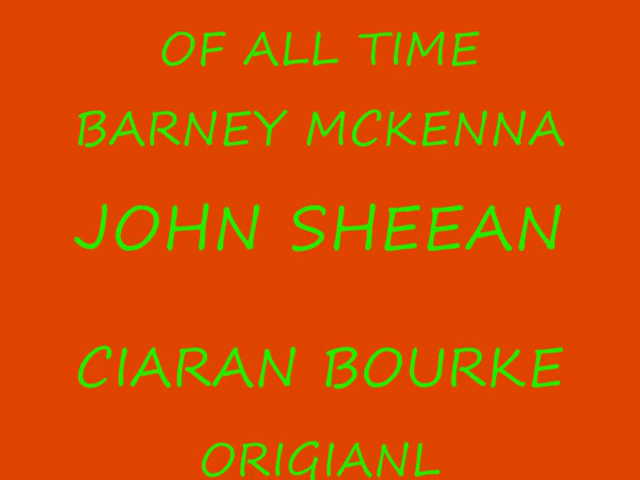 OF ALL TIME
BARNEY MCKENNA
JOHN SHEEAN
CIARAN BOURKE
ORIGIANL